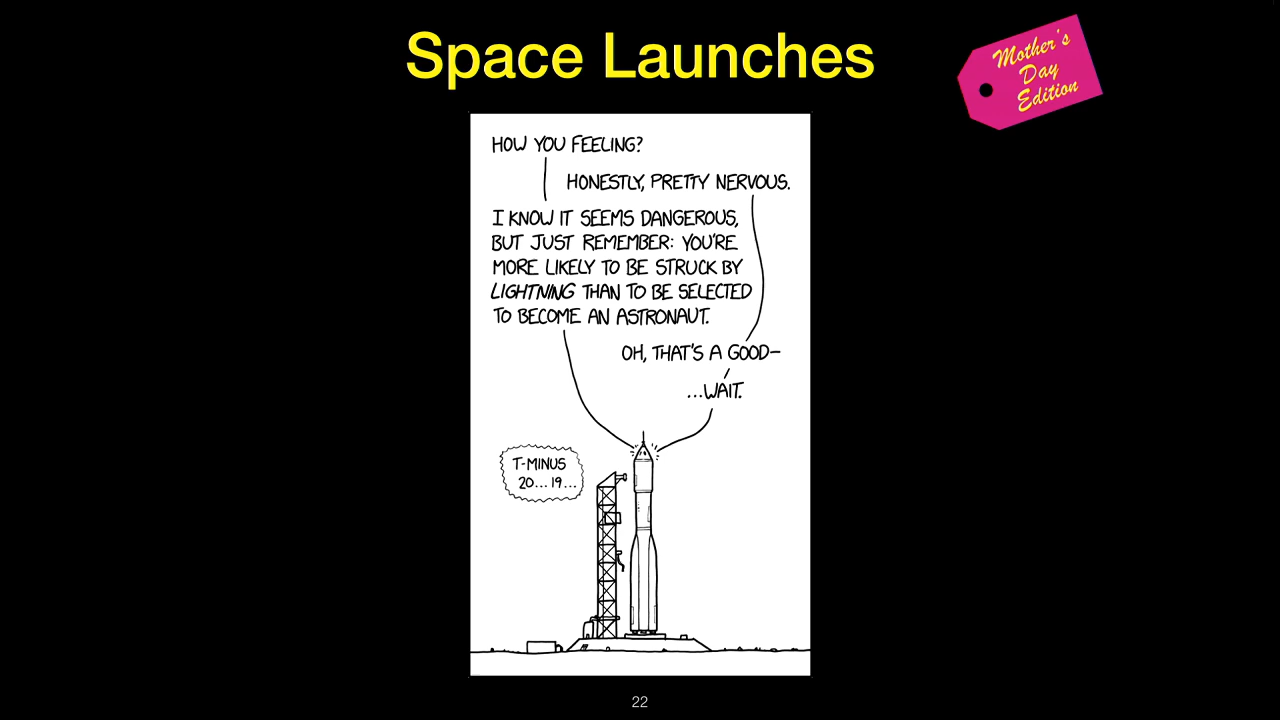 Space Launches
Mother's
Day
Edition
HOW YOU FEELING?
HONESTLY, PRETTY NERVOUS.
I KNOW IT SEEMS DANGEROUS,
BUT JUST REMEMBER: YOU'RE
MORE LIKELY TO BE STRUCK BY
LIGHTNING THAN TO BE SELECTED
TO BECOME AN ASTRONAUT.
OH, THAT'S A GOOD–
...WAIT.
T-MINUS
20...19...
22